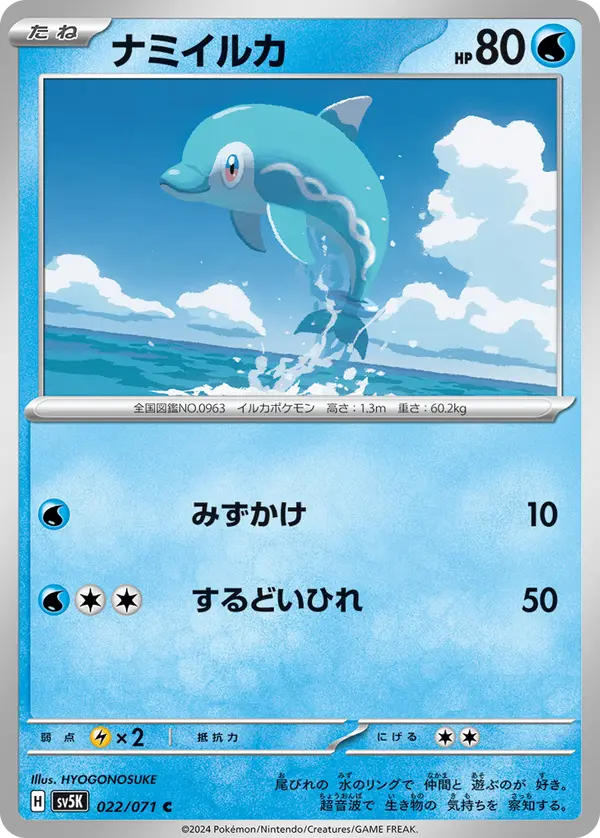 たね ナミイルカ HP80
全国図鑑NO.0963 イルカポケモン 高さ:1.3m 重さ:60.2kg
みずかけ 10
するどいひれ 50
弱点 ×2 抵抗力 にげる
Illus. HYOGONOSUKE
尾びれの 水のリングで 仲間と 遊ぶのが 好き。
超音波で 生き物の 気持ちを 察知する。
H SV5K 022/071 C
©2024 Pokémon/Nintendo/Creatures/GAME FREAK.